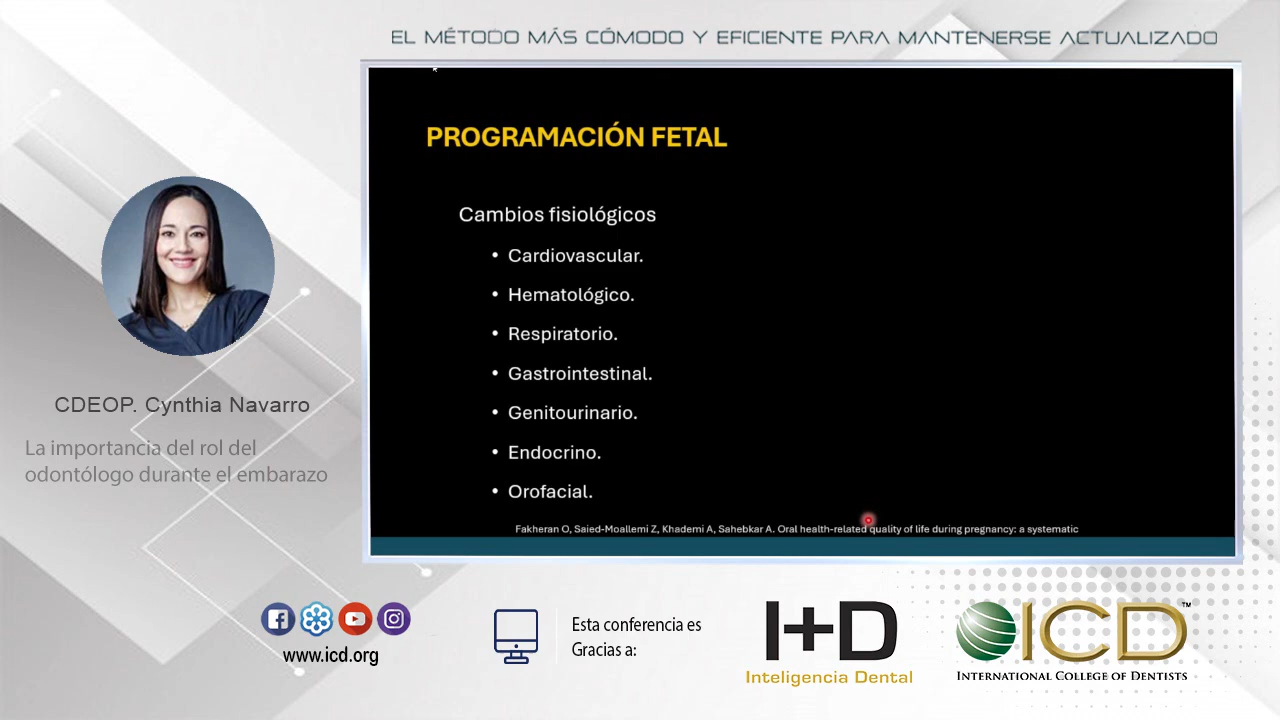 EL MÉTODO MÁS CÓMODO Y EFICIENTE PARA MANTENERSE ACTUALIZADO
PROGRAMACIÓN FETAL
Cambios fisiológicos
• Cardiovascular.
• Hematológico.
• Respiratorio.
• Gastrointestinal.
• Genitourinario.
• Endocrino.
• Orofacial.
Fakheran O, Saied-Moallemi Z, Khademi A, Sahebkar A. Oral health-related quality of life during pregnancy: a systematic
CDEOP. Cynthia Navarro
La importancia del rol del
odontólogo durante el embarazo
www.icd.org
Esta conferencia es
Gracias a:
I+D
Inteligencia Dental
ICD™
INTERNATIONAL COLLEGE OF DENTISTS